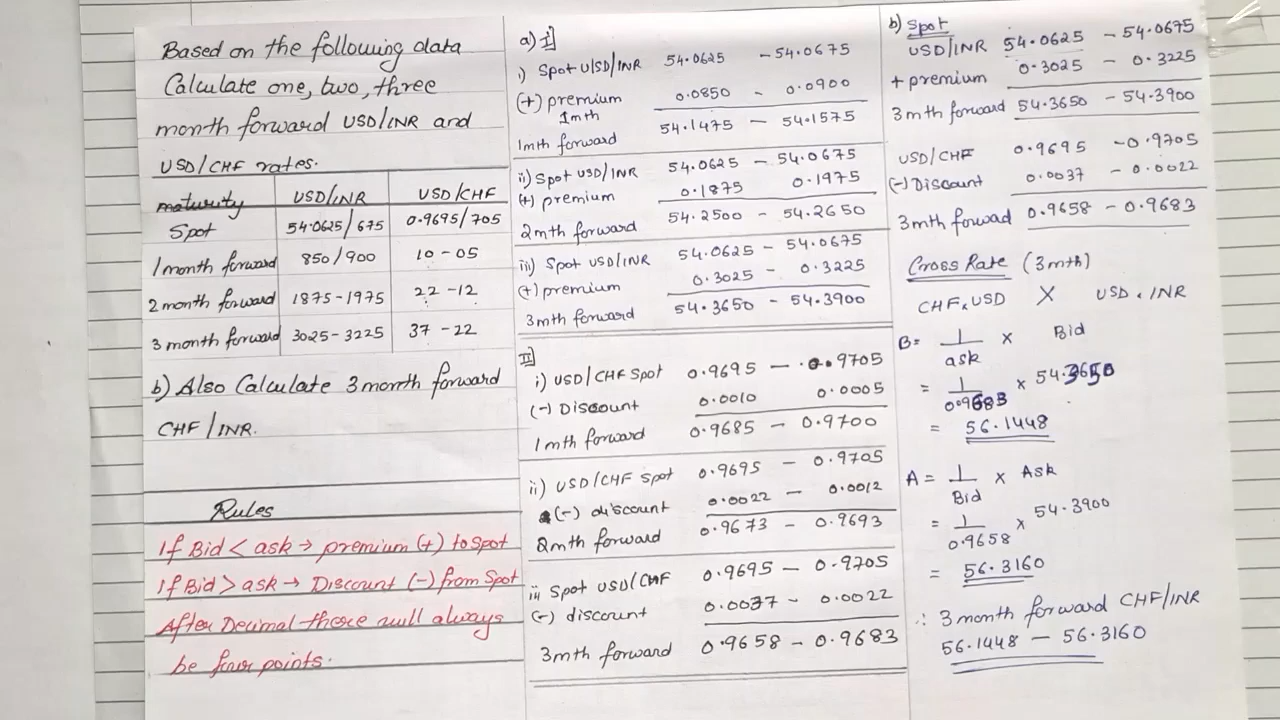 Based on the following data
Calculate one, two, three
month forward USD/INR and
USD/CHF rates.
maturity USD/INR USD/CHF
Spot 54.0625/675 0.9695/705
1 month forward 850/900 10 - 05
2 month forward 1875-1975 22 - 12
3 month forward 3025-3225 37 - 22
b) Also Calculate 3 month forward
CHF/INR.
Rules
If Bid < ask → premium (+) to Spot
If Bid > ask → Discount (-) from Spot
After Decimal there will always
be four points.
a) I]
i) Spot USD/INR 54.0625 - 54.0675
(+) premium 0.0850 - 0.0900
1mth
1mth forward 54.1475 - 54.1575
ii) Spot USD/INR 54.0625 - 54.0675
(+) premium 0.1875 0.1975
2mth forward 54.2500 - 54.2650
iii) Spot USD/INR 54.0625 - 54.0675
(+) premium 0.3025 - 0.3225
3mth forward 54.3650 - 54.3900
II]
i) USD/CHF Spot 0.9695 - 0.9705
(-) Discount 0.0010 0.0005
1mth forward 0.9685 - 0.9700
ii) USD/CHF Spot 0.9695 - 0.9705
(-) discount 0.0022 - 0.0012
2mth forward 0.9673 - 0.9693
iii Spot USD/CHF 0.9695 - 0.9705
(-) discount 0.0037 - 0.0022
3mth forward 0.9658 - 0.9683
b) Spot
USD/INR 54.0625 - 54.0675
+ premium 0.3025 - 0.3225
3mth forward 54.3650 - 54.3900
USD/CHF 0.9695 - 0.9705
(-) Discount 0.0037 - 0.0022
3mth forwad 0.9658 - 0.9683
Cross Rate (3mth)
CHF.USD X USD.INR
B = 1/ask × Bid
= 1/0.9683 × 54.3650
= 56.1448
A = 1/Bid × Ask
= 1/0.9658 × 54.3900
= 56.3160
∴ 3 month forward CHF/INR
56.1448 - 56.3160